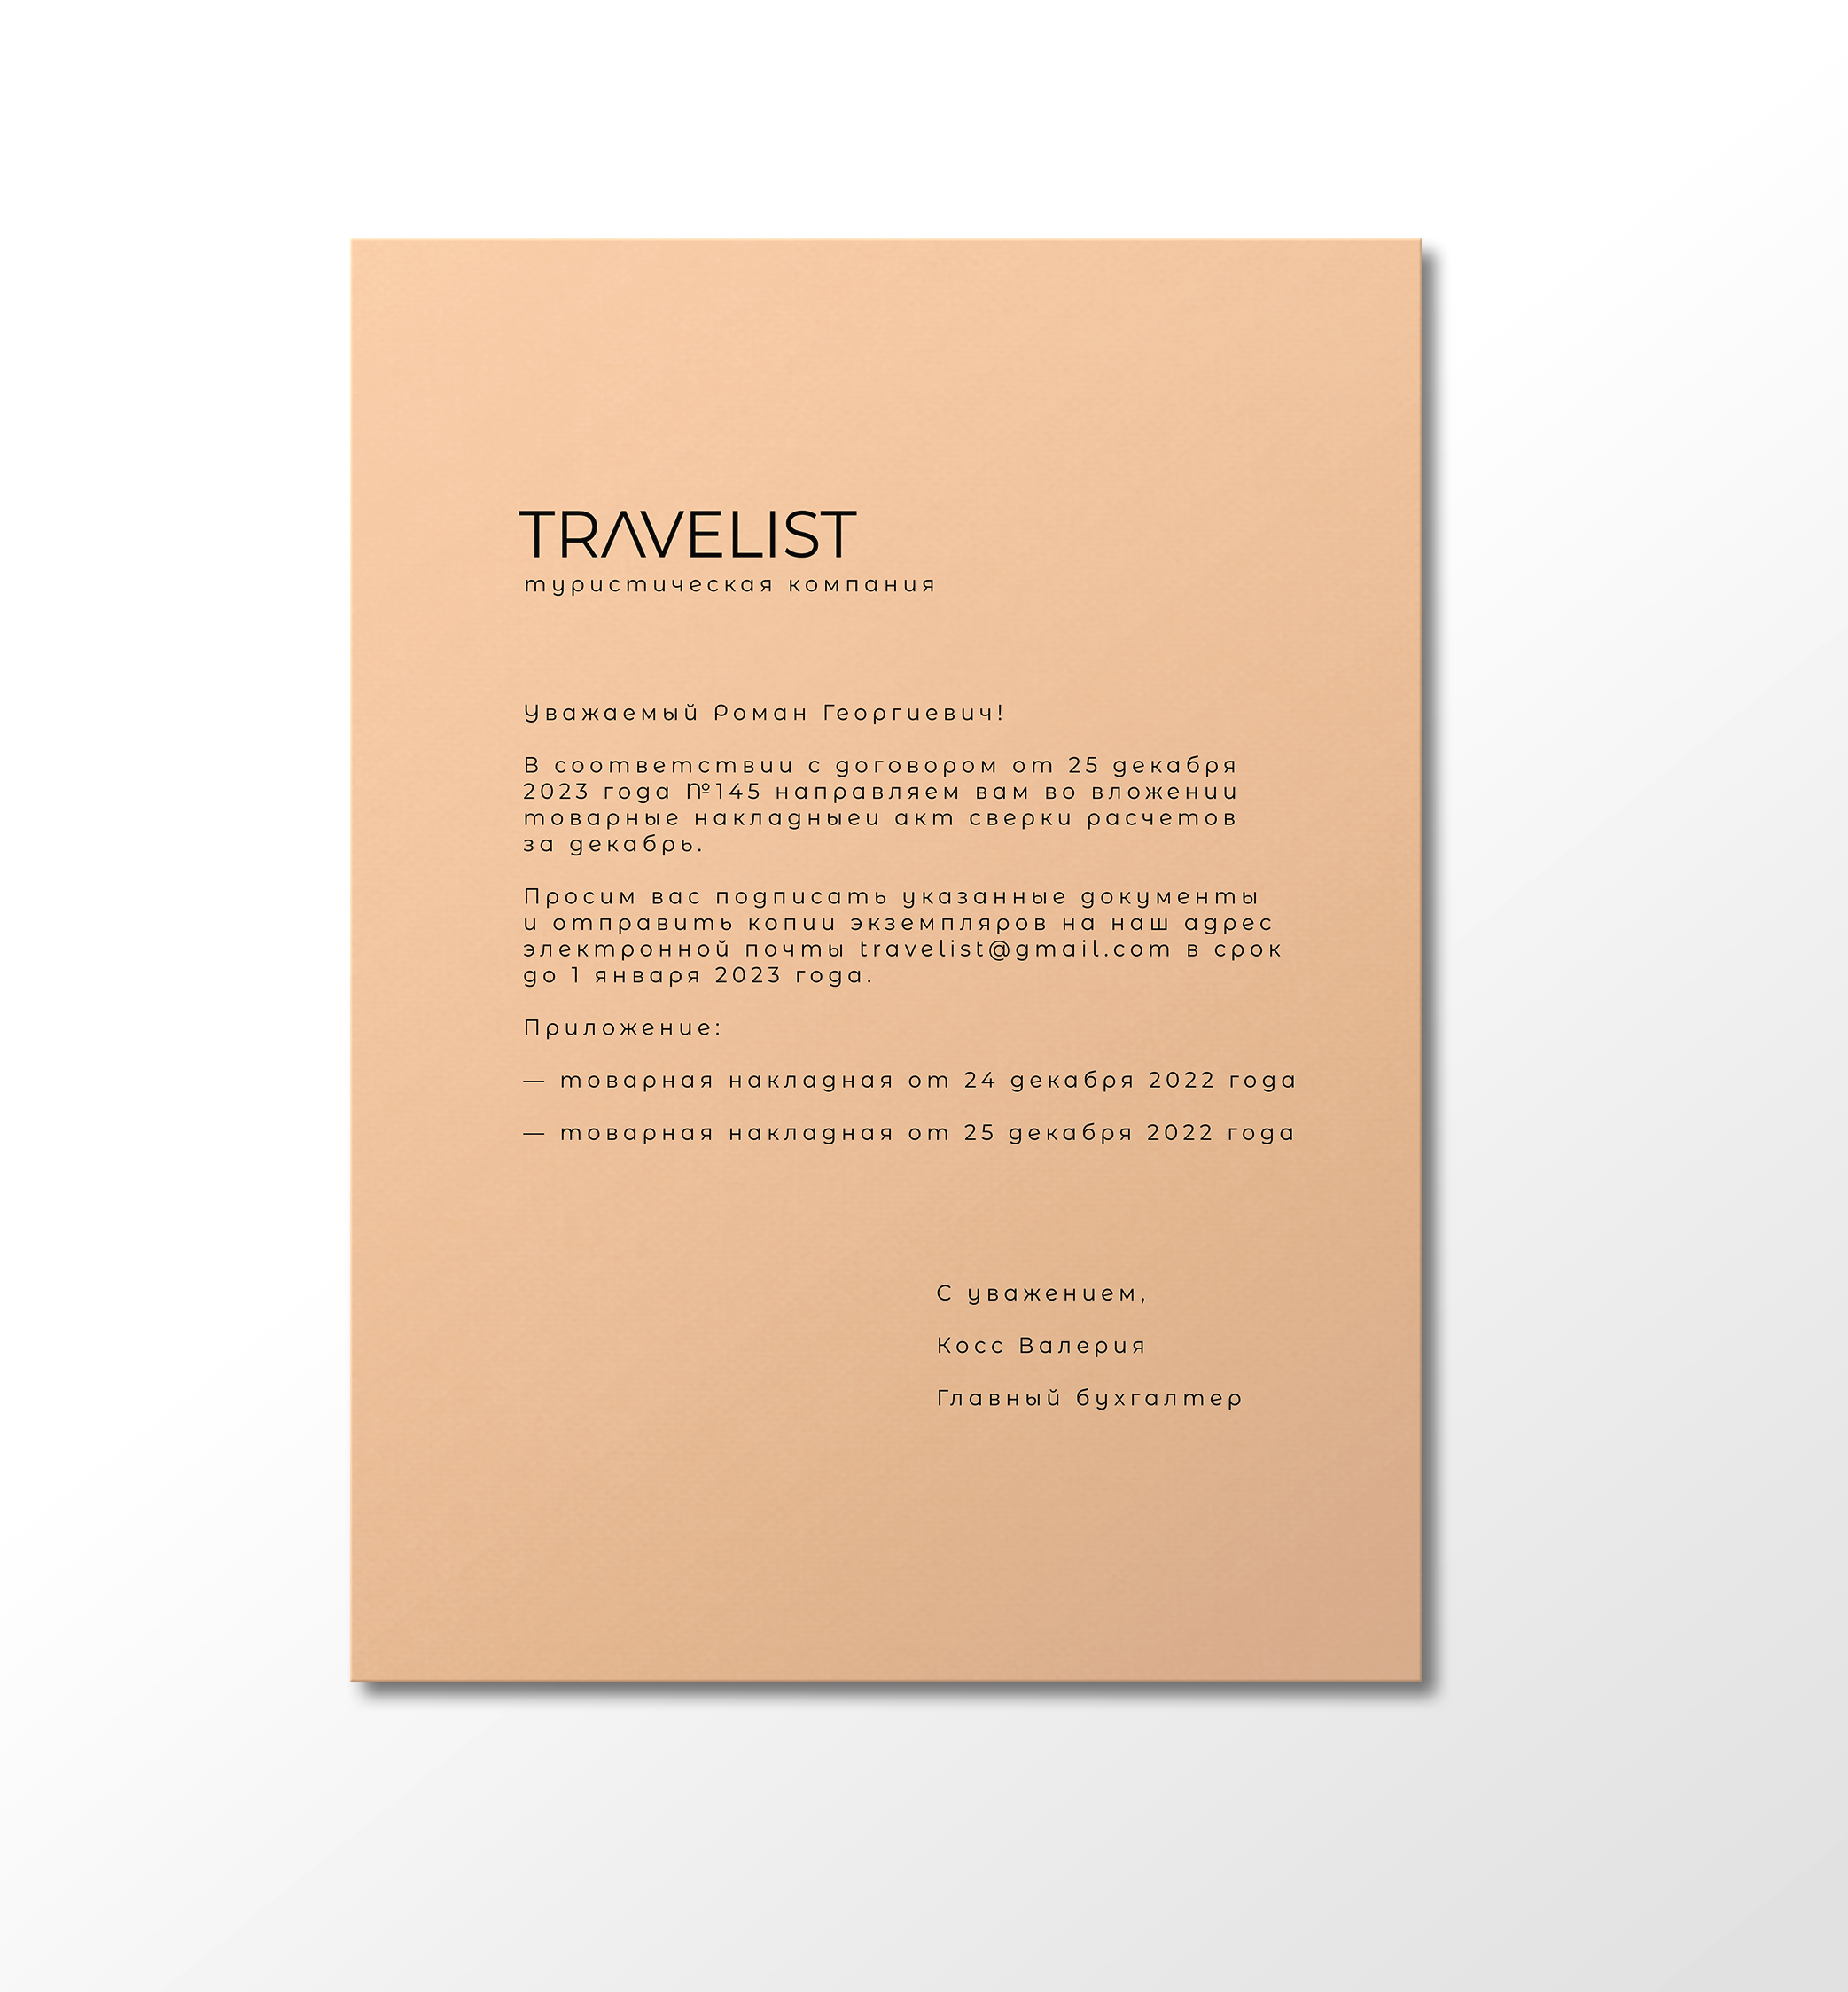 TRAVELIST
туристическая компания
Уважаемый Роман Георгиевич!
В соответствии с договором от 25 декабря
2023 года №145 направляем вам во вложении
товарные накладныеи акт сверки расчетов
за декабрь.
Просим вас подписать указанные документы
и отправить копии экземпляров на наш адрес
электронной почты travelist@gmail.com в срок
до 1 января 2023 года.
Приложение:
— товарная накладная от 24 декабря 2022 года
— товарная накладная от 25 декабря 2022 года
С уважением,
Косс Валерия
Главный бухгалтер